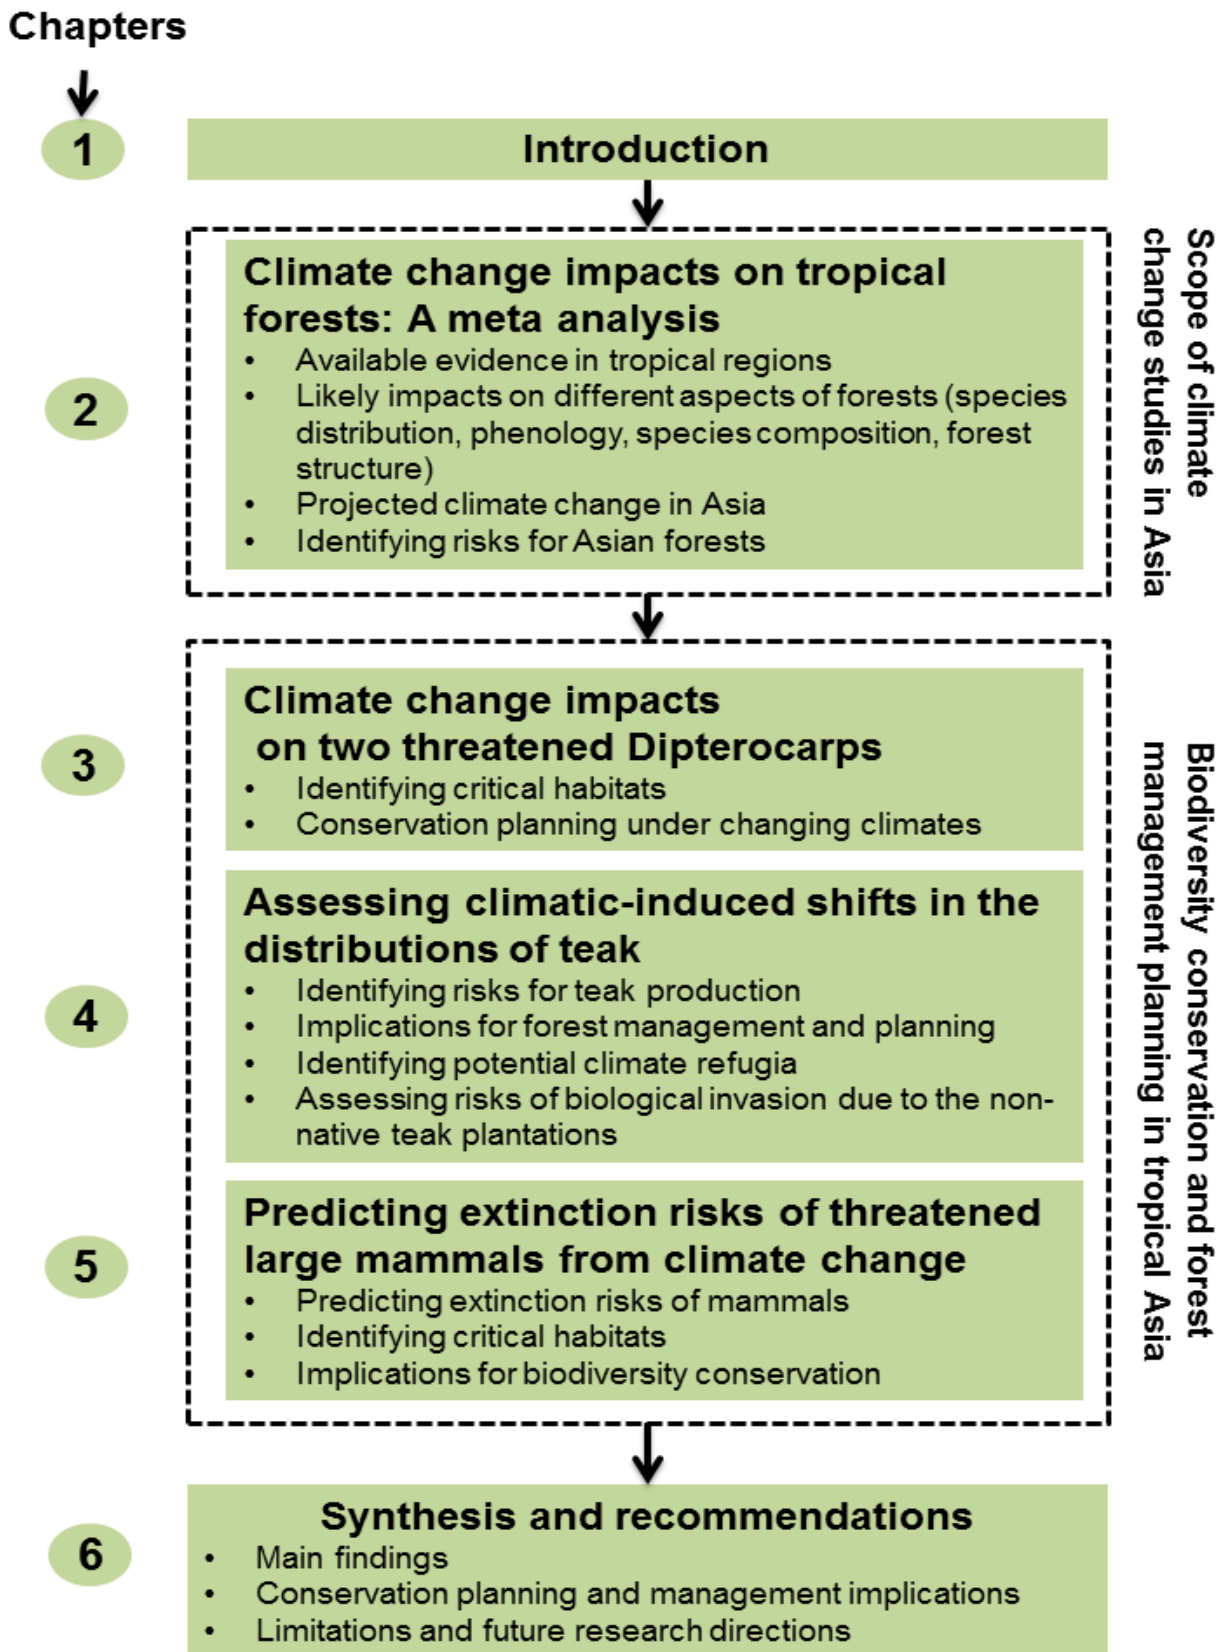 Chapters
1
Introduction
2
Climate change impacts on tropical
forests: A meta analysis
• Available evidence in tropical regions
• Likely impacts on different aspects of forests (species
distribution, phenology, species composition, forest
structure)
• Projected climate change in Asia
• Identifying risks for Asian forests
Scope of climate
change studies in Asia
3
Climate change impacts
on two threatened Dipterocarps
• Identifying critical habitats
• Conservation planning under changing climates
4
Assessing climatic-induced shifts in the
distributions of teak
• Identifying risks for teak production
• Implications for forest management and planning
• Identifying potential climate refugia
• Assessing risks of biological invasion due to the non-
native teak plantations
5
Predicting extinction risks of threatened
large mammals from climate change
• Predicting extinction risks of mammals
• Identifying critical habitats
• Implications for biodiversity conservation
Biodiversity conservation and forest
management planning in tropical Asia
6
Synthesis and recommendations
• Main findings
• Conservation planning and management implications
• Limitations and future research directions